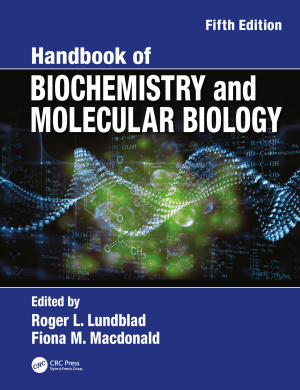 Fifth Edition
Handbook of
BIOCHEMISTRY and
MOLECULAR BIOLOGY
Edited by
Roger L. Lundblad
Fiona M. Macdonald
CRC Press
Taylor & Francis Group